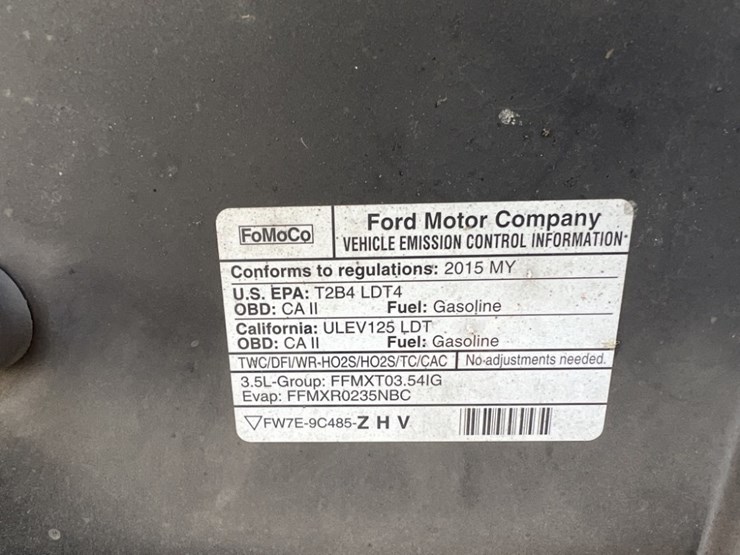 FoMoCo
Ford Motor Company
VEHICLE EMISSION CONTROL INFORMATION
Conforms to regulations: 2015 MY
U.S. EPA: T2B4 LDT4
OBD: CA II Fuel: Gasoline
California: ULEV125 LDT
OBD: CA II Fuel: Gasoline
TWC/DFI/WR-HO2S/HO2S/TC/CAC No adjustments needed.
3.5L-Group: FFMXT03.54IG
Evap: FFMXR0235NBC
▽FW7E-9C485-Z H V